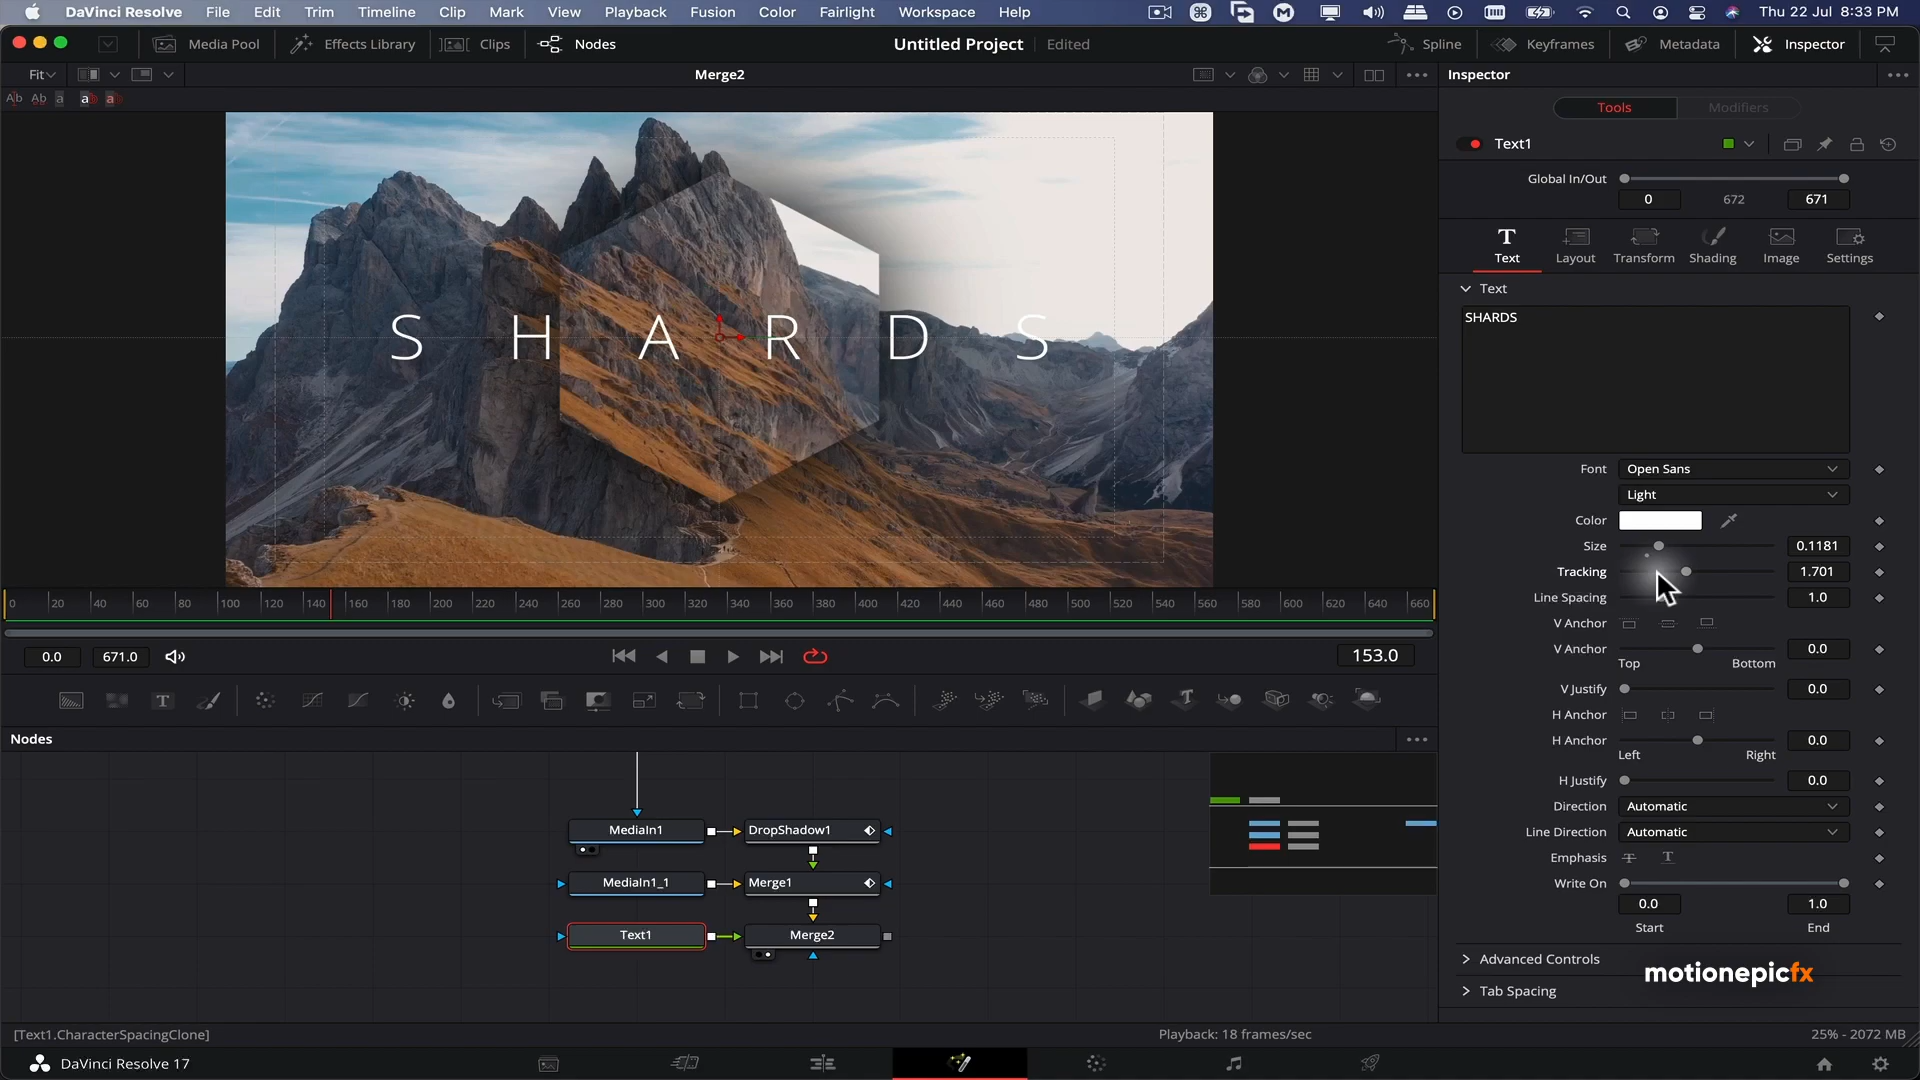 DaVinci Resolve File Edit Trim Timeline Clip Mark View Playback Fusion Color Fairlight Workspace Help Thu 22 Jul 8:33 PM
Media Pool Effects Library Clips Nodes Untitled Project Edited Spline Keyframes Metadata Inspector
Fit Merge2 Inspector
Ab Ab a a a
Tools Modifiers
Text1
Global In/Out
0 672 671
Text Layout Transform Shading Image Settings
Text
SHARDS
S H A R D S
Font Open Sans
Light
Color
Size 0.1181
Tracking 1.701
Line Spacing 1.0
V Anchor
V Anchor 0.0
Top Bottom
V Justify 0.0
H Anchor
H Anchor 0.0
Left Right
H Justify 0.0
Direction Automatic
Line Direction Automatic
Emphasis
Write On
0.0 1.0
Start End
Advanced Controls
Tab Spacing
motionepicfx
0 20 40 60 80 100 120 140 160 180 200 220 240 260 280 300 320 340 360 380 400 420 440 460 480 500 520 540 560 580 600 620 640 660
0.0 671.0 153.0
Nodes
MediaIn1 DropShadow1
MediaIn1_1 Merge1
Text1 Merge2
[Text1.CharacterSpacingClone] Playback: 18 frames/sec 25% - 2072 MB
DaVinci Resolve 17